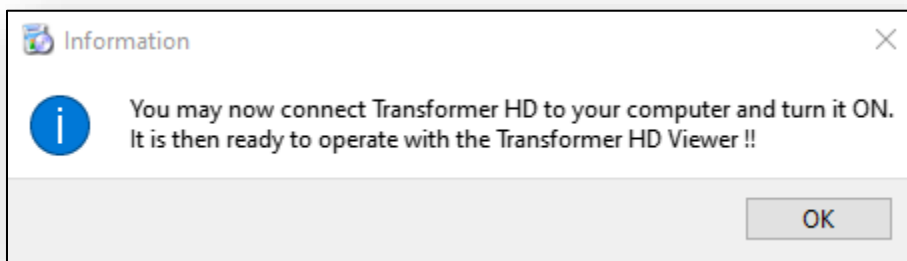 Information
You may now connect Transformer HD to your computer and turn it ON.
It is then ready to operate with the Transformer HD Viewer !!
OK